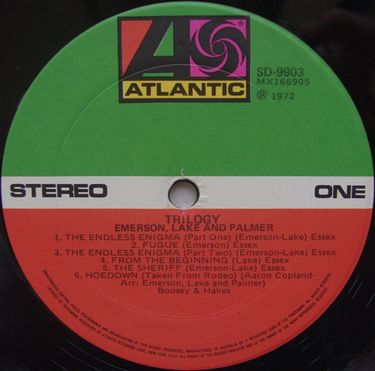 ATLANTIC
SD-9903
MX166905
℗ 1972
STEREO ONE
TRILOGY
EMERSON, LAKE AND PALMER
1. THE ENDLESS ENIGMA (Part One) (Emerson-Lake) Essex
2. FUGUE (Emerson) Essex
3. THE ENDLESS ENIGMA (Part Two) (Emerson-Lake) Essex
4. FROM THE BEGINNING (Lake) Essex
5. THE SHERIFF (Emerson-Lake) Essex
6. HOEDOWN (Taken From Rodeo) (Aaron Copland-
Arr: Emerson, Lake and Palmer)
Boosey & Hakes